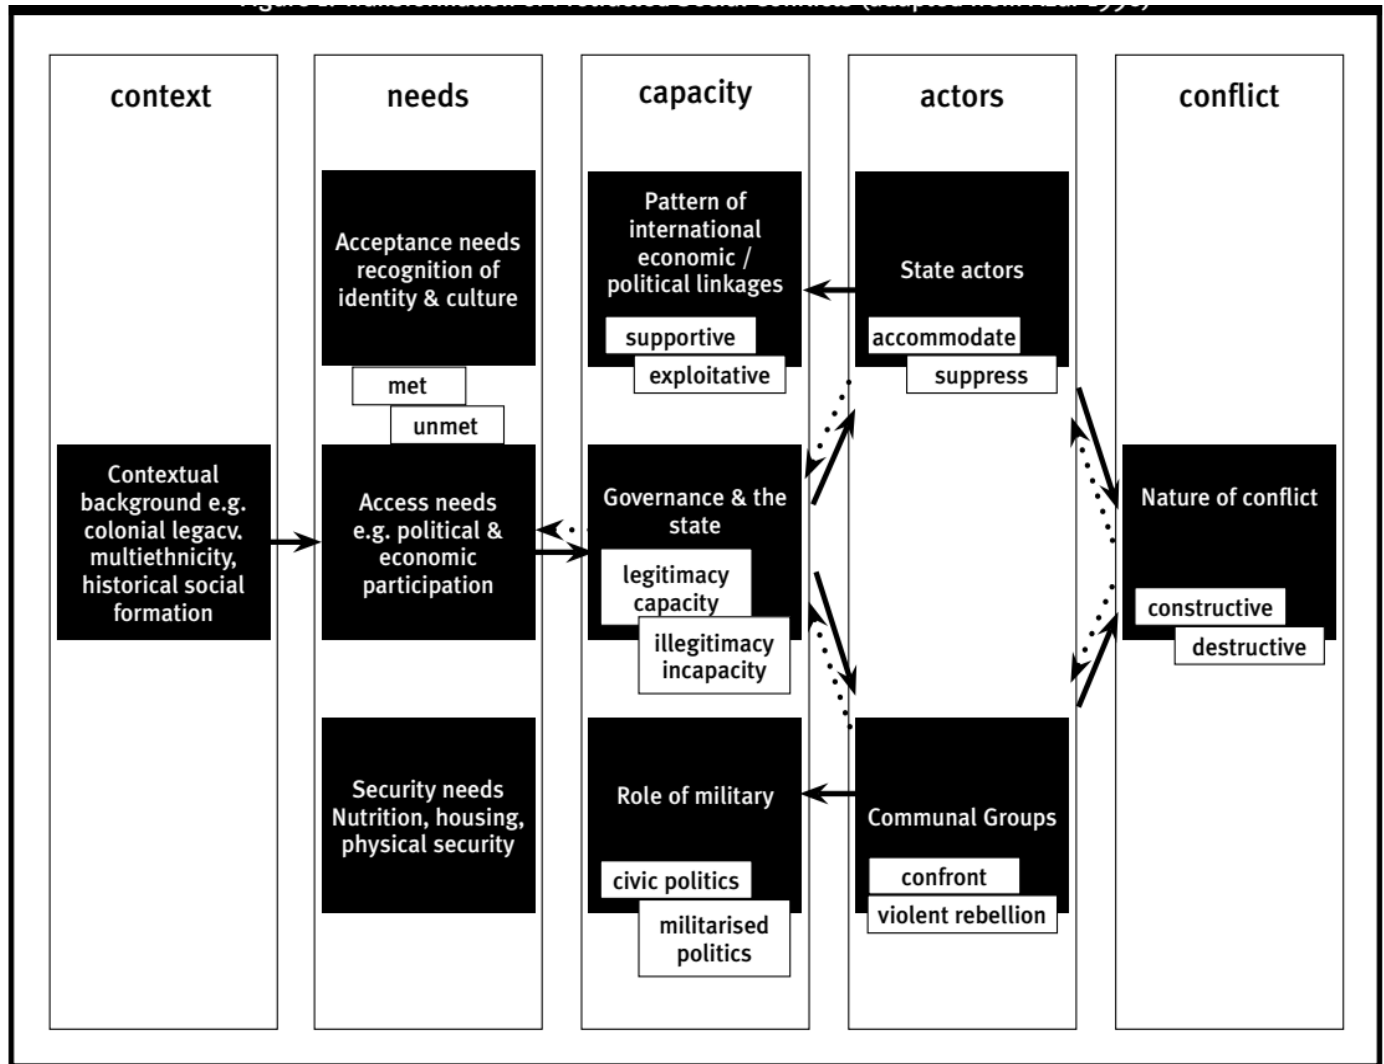 context
needs
capacity
actors
conflict
Acceptance needs
recognition of
identity & culture
met
unmet
Pattern of
international
economic /
political linkages
supportive
exploitative
State actors
accommodate
suppress
Contextual
background e.g.
colonial legacy,
multiethnicity,
historical social
formation
Access needs
e.g. political &
economic
participation
Governance & the
state
legitimacy
capacity
illegitimacy
incapacity
Nature of conflict
constructive
destructive
Security needs
Nutrition, housing,
physical security
Role of military
civic politics
militarised
politics
Communal Groups
confront
violent rebellion